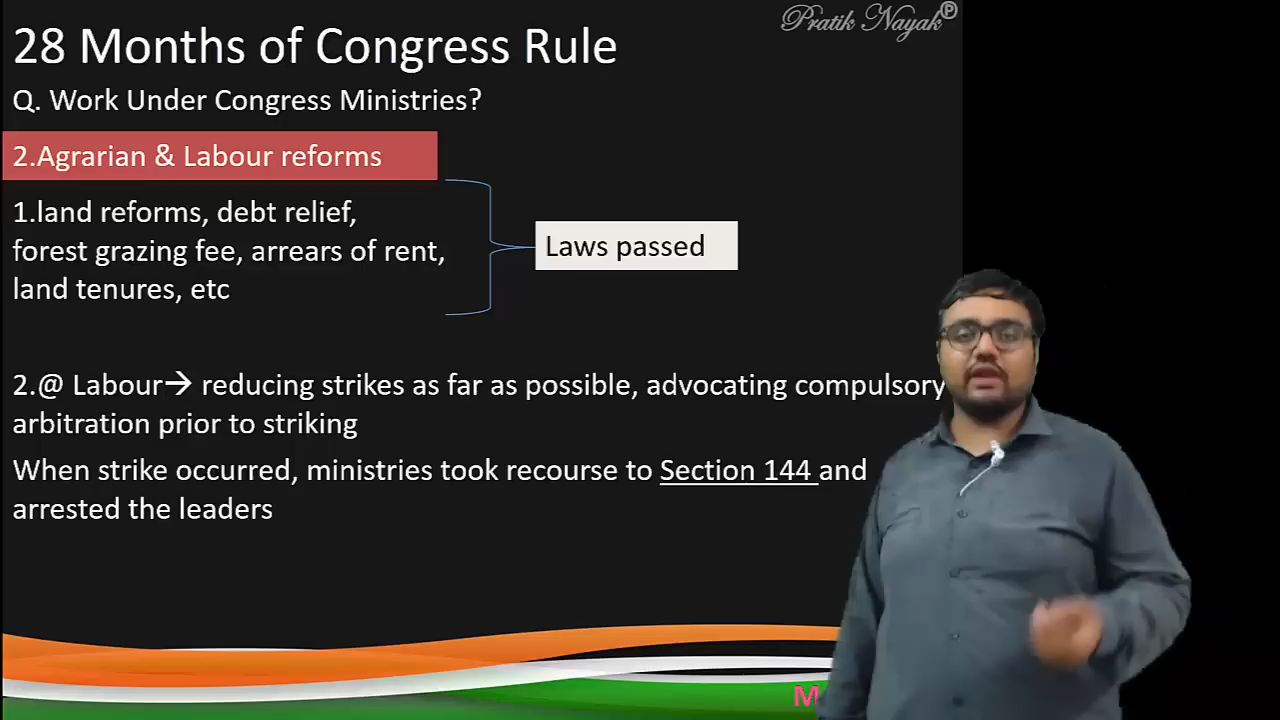 Pratik Nayak
28 Months of Congress Rule
Q. Work Under Congress Ministries?
2.Agrarian & Labour reforms
1.land reforms, debt relief,
forest grazing fee, arrears of rent,
land tenures, etc
Laws passed
2.@ Labour→ reducing strikes as far as possible, advocating compulsory
arbitration prior to striking
When strike occurred, ministries took recourse to Section 144 and
arrested the leaders